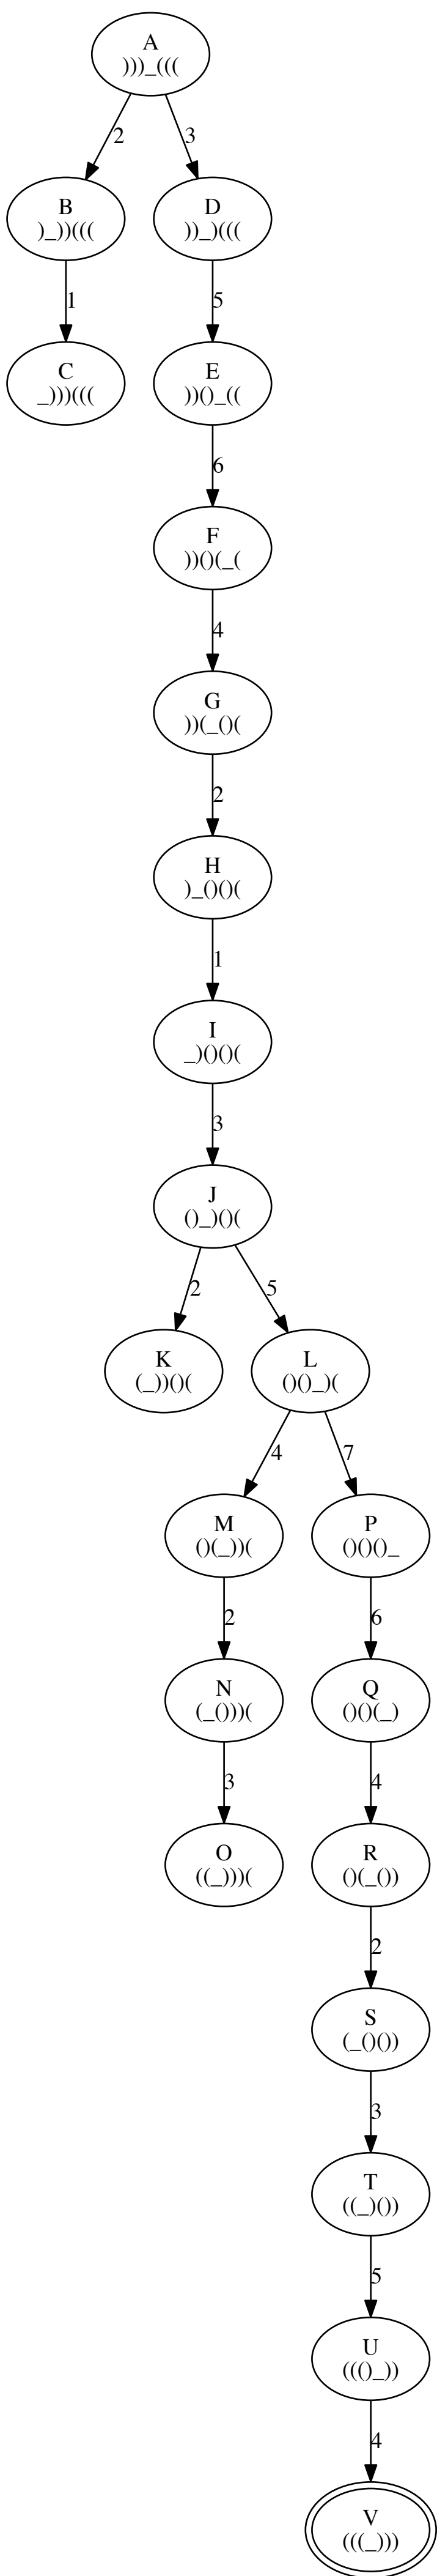 A
)))_(((
2
3
B
)_))(((
D
))_)(((
1
5
C
_)))(((
E
))()_((
6
F
))()(_(
4
G
))(_()(
2
H
)_()()(
1
I
_)()()(
3
J
()_)()(
2
5
K
(_))()(
L
()()_)(
4
7
M
()(_))(
P
()()()_
2
6
N
(_()))(
Q
()()(_)
3
4
O
((_)))(
R
()(_())
2
S
(_()())
3
T
((_)())
5
U
((()_))
4
V
(((_)))